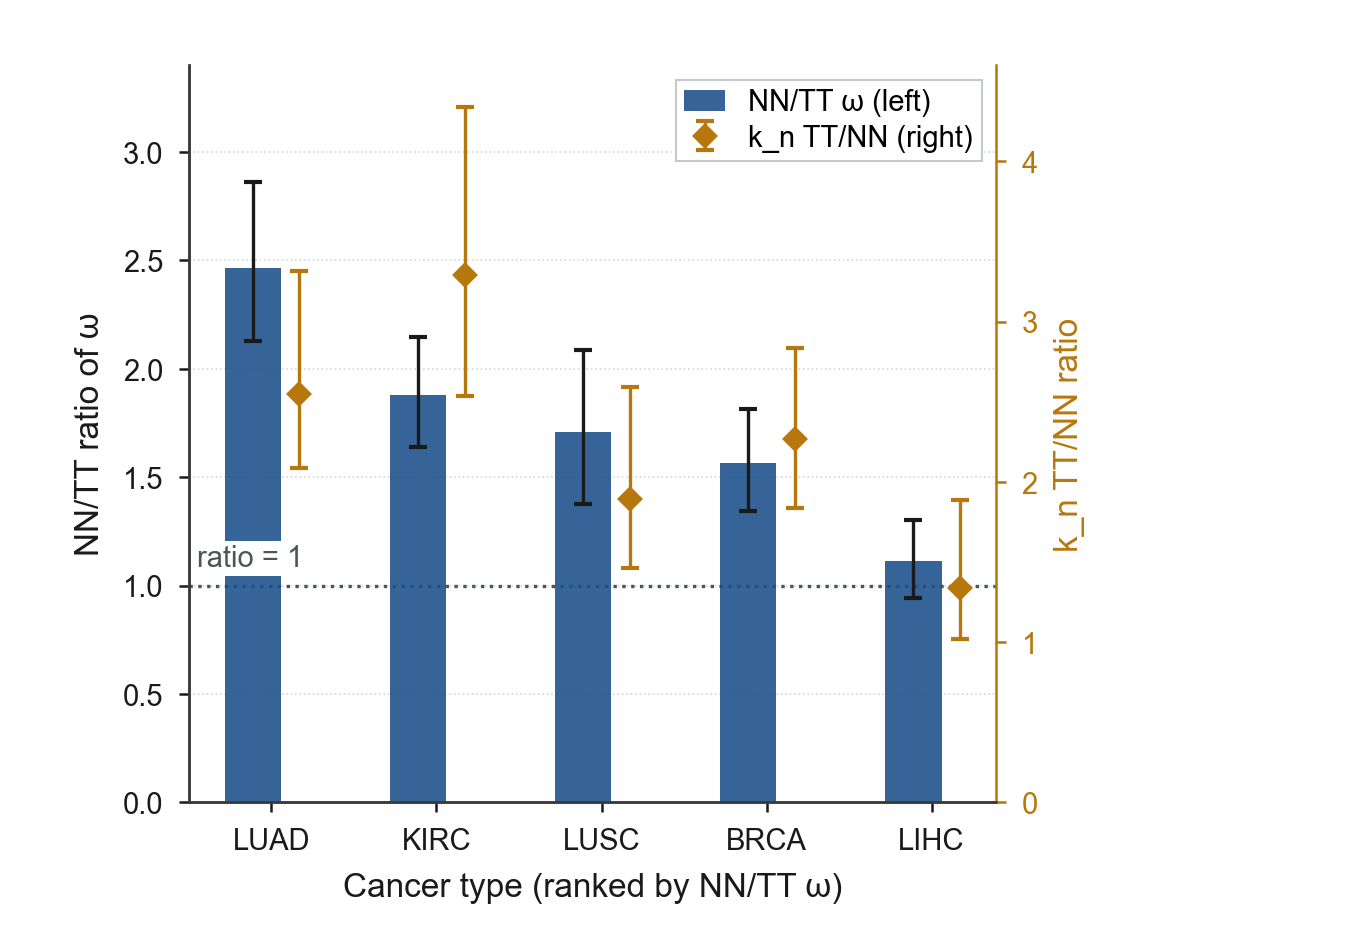 NN/TT ω (left)
k_n TT/NN (right)
3.0
2.5
2.0
1.5
1.0
0.5
0.0
NN/TT ratio of ω
ratio = 1
4
3
2
1
0
k_n TT/NN ratio
LUAD KIRC LUSC BRCA LIHC
Cancer type (ranked by NN/TT ω)